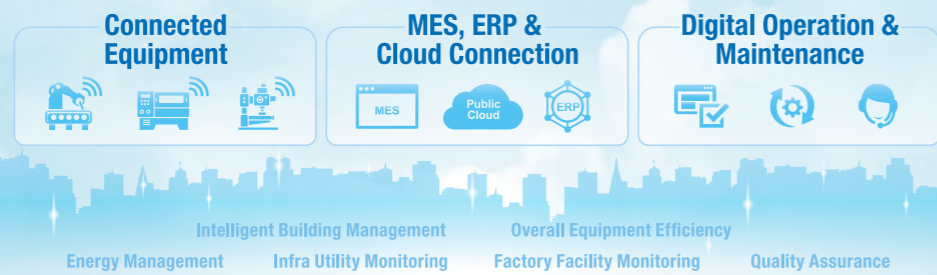 Connected
Equipment
MES, ERP &
Cloud Connection
Digital Operation &
Maintenance
MES
Public
Cloud
ERP
Intelligent Building Management
Overall Equipment Efficiency
Energy Management
Infra Utility Monitoring
Factory Facility Monitoring
Quality Assurance